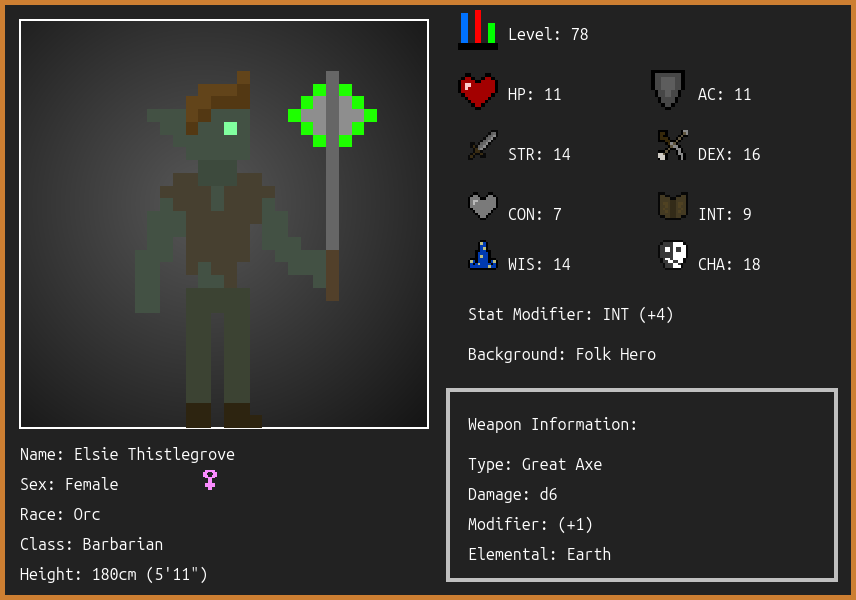 Level: 78
HP: 11
AC: 11
STR: 14
DEX: 16
CON: 7
INT: 9
WIS: 14
CHA: 18
Stat Modifier: INT (+4)
Background: Folk Hero
Weapon Information:
Type: Great Axe
Damage: d6
Modifier: (+1)
Elemental: Earth
Name: Elsie Thistlegrove
Sex: Female
Race: Orc
Class: Barbarian
Height: 180cm (5'11")